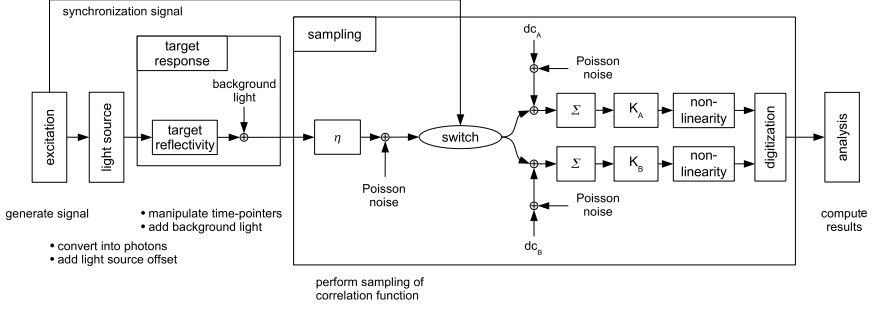 synchronization signal
excitation
light source
target
response
background
light
target
reflectivity
sampling
η
Poisson
noise
switch
dc_A
Poisson
noise
Σ
K_A
non-
linearity
Σ
K_B
non-
linearity
Poisson
noise
dc_B
digitization
analysis
generate signal
• convert into photons
• add light source offset
• manipulate time-pointers
• add background light
perform sampling of
correlation function
compute
results